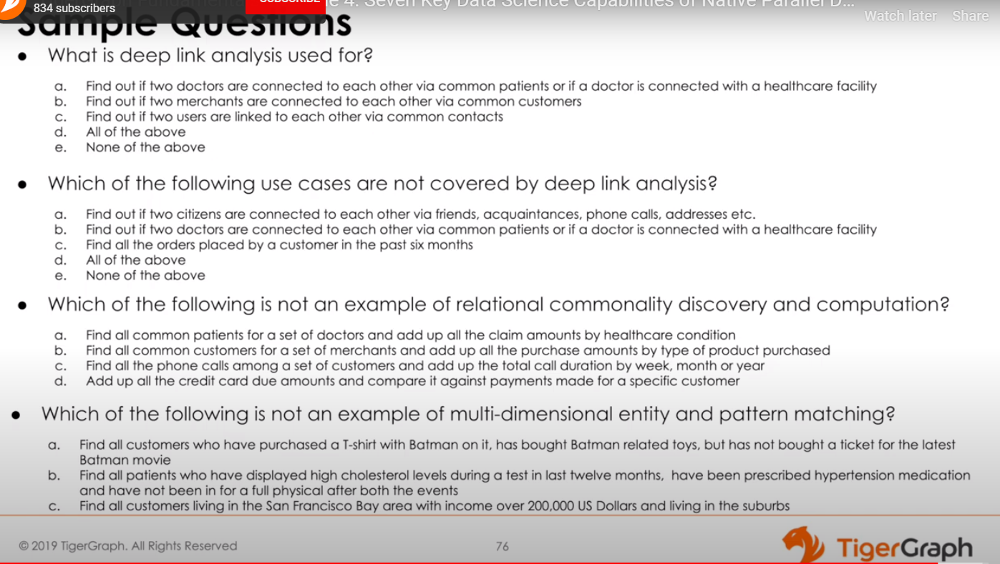 834 subscribers
SUBSCRIBE
4: Seven Key Data Science Capabilities of Native Parallel D...
Watch later Share
Sample Questions
● What is deep link analysis used for?
a. Find out if two doctors are connected to each other via common patients or if a doctor is connected with a healthcare facility
b. Find out if two merchants are connected to each other via common customers
c. Find out if two users are linked to each other via common contacts
d. All of the above
e. None of the above
● Which of the following use cases are not covered by deep link analysis?
a. Find out if two citizens are connected to each other via friends, acquaintances, phone calls, addresses etc.
b. Find out if two doctors are connected to each other via common patients or if a doctor is connected with a healthcare facility
c. Find all the orders placed by a customer in the past six months
d. All of the above
e. None of the above
● Which of the following is not an example of relational commonality discovery and computation?
a. Find all common patients for a set of doctors and add up all the claim amounts by healthcare condition
b. Find all common customers for a set of merchants and add up all the purchase amounts by type of product purchased
c. Find all the phone calls among a set of customers and add up the total call duration by week, month or year
d. Add up all the credit card due amounts and compare it against payments made for a specific customer
● Which of the following is not an example of multi-dimensional entity and pattern matching?
a. Find all customers who have purchased a T-shirt with Batman on it, has bought Batman related toys, but has not bought a ticket for the latest
Batman movie
b. Find all patients who have displayed high cholesterol levels during a test in last twelve months, have been prescribed hypertension medication
and have not been in for a full physical after both the events
c. Find all customers living in the San Francisco Bay area with income over 200,000 US Dollars and living in the suburbs
© 2019 TigerGraph. All Rights Reserved
76
TigerGraph